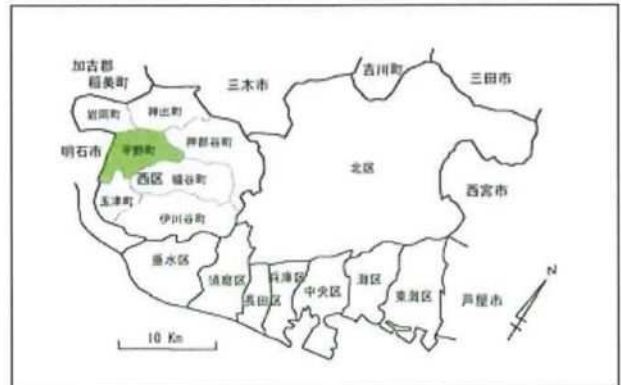 加古郡
稲美町
三木市
吉川町
三田市
岩岡町
神出町
明石市
平野町
押部谷町
北区
西区
櫨谷町
西宮市
玉津町
伊川谷町
垂水区
須磨区
長田区
兵庫区
中央区
灘区
東灘区
芦屋市
N
10 Km